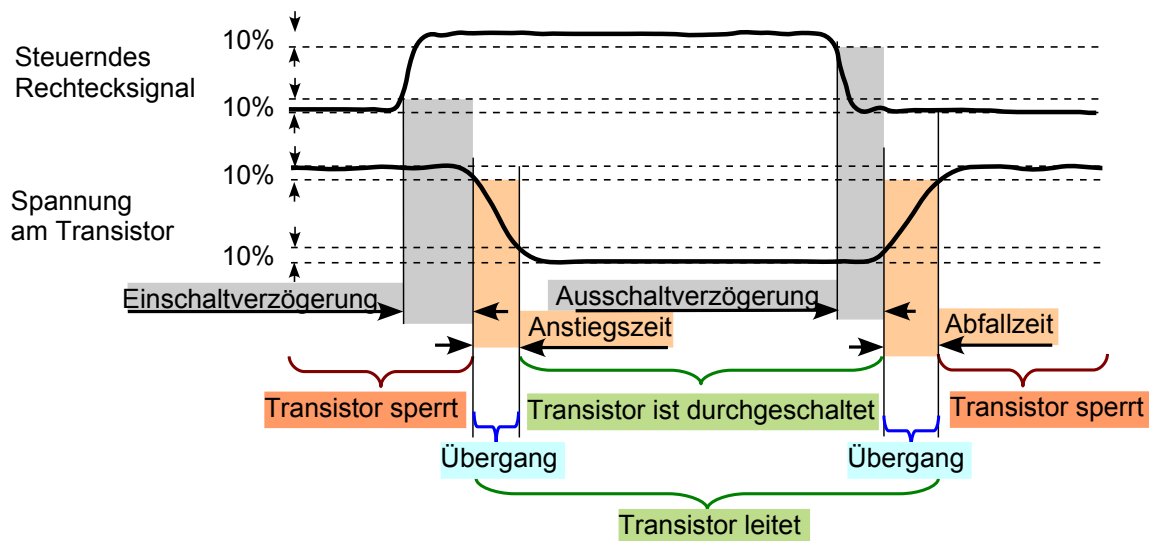 10%
Steuerndes
Rechtecksignal
10%
10%
Spannung
am Transistor
10%
Einschaltverzögerung
Ausschaltverzögerung
Anstiegszeit
Abfallzeit
Transistor sperrt
Transistor ist durchgeschaltet
Transistor sperrt
Übergang
Übergang
Transistor leitet